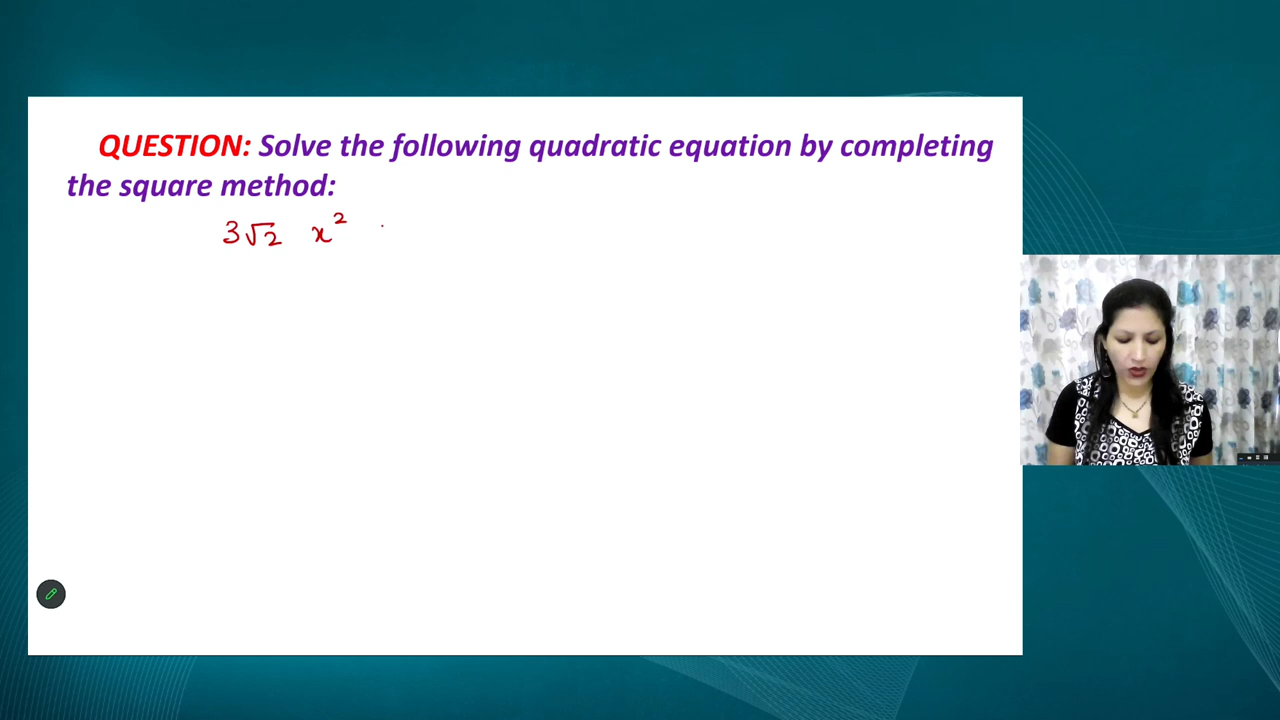 QUESTION: Solve the following quadratic equation by completing
the square method:
3√2 x²